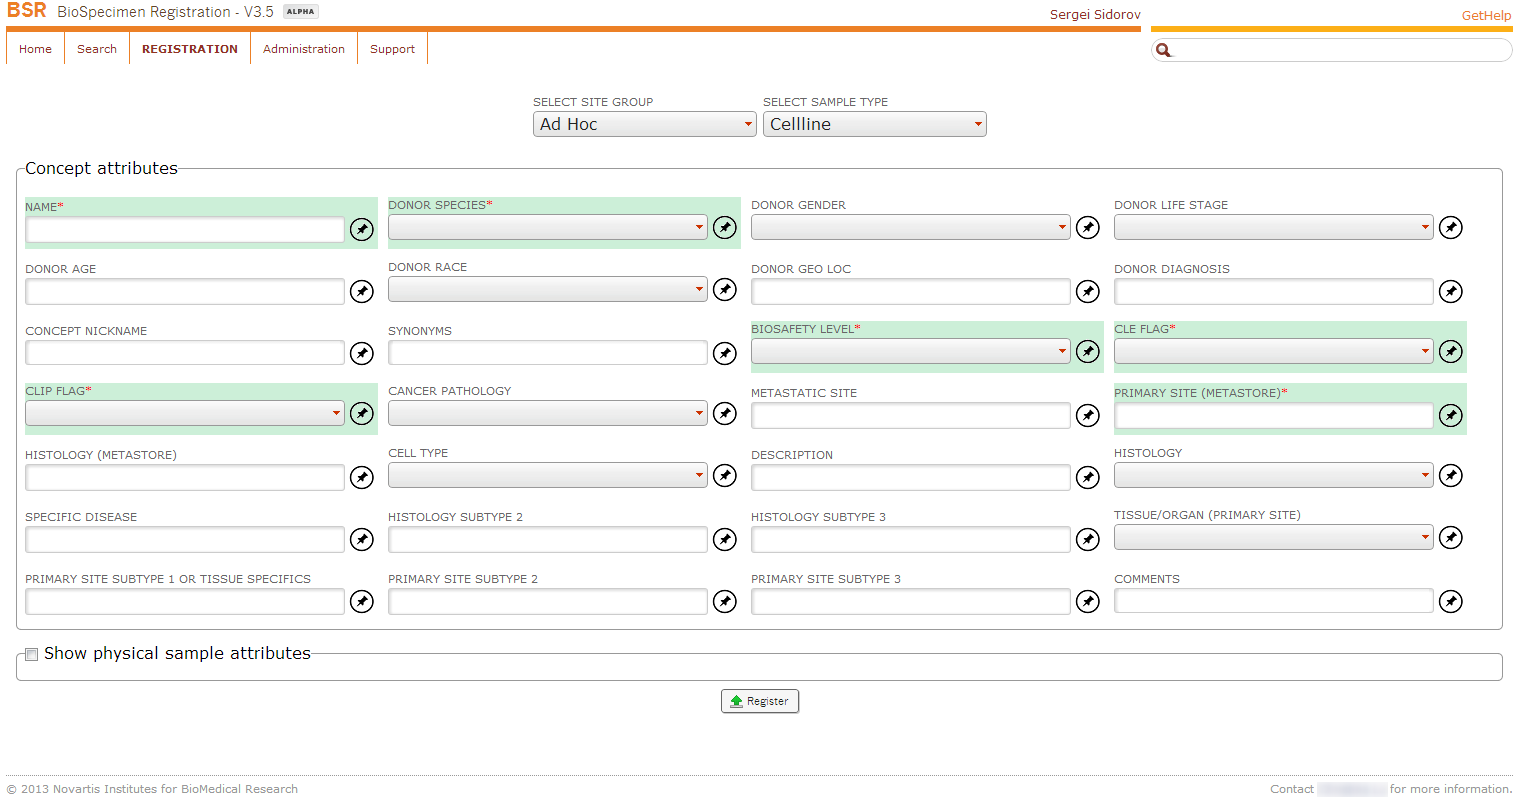 BSR BioSpecimen Registration - V3.5 ALPHA
Sergei Sidorov
GetHelp
Home Search REGISTRATION Administration Support
SELECT SITE GROUP SELECT SAMPLE TYPE
Ad Hoc Cellline
Concept attributes
NAME* DONOR SPECIES* DONOR GENDER DONOR LIFE STAGE
DONOR AGE DONOR RACE DONOR GEO LOC DONOR DIAGNOSIS
CONCEPT NICKNAME SYNONYMS BIOSAFETY LEVEL* CLE FLAG*
CLIP FLAG* CANCER PATHOLOGY METASTATIC SITE PRIMARY SITE (METASTORE)*
HISTOLOGY (METASTORE) CELL TYPE DESCRIPTION HISTOLOGY
SPECIFIC DISEASE HISTOLOGY SUBTYPE 2 HISTOLOGY SUBTYPE 3 TISSUE/ORGAN (PRIMARY SITE)
PRIMARY SITE SUBTYPE 1 OR TISSUE SPECIFICS PRIMARY SITE SUBTYPE 2 PRIMARY SITE SUBTYPE 3 COMMENTS
Show physical sample attributes
Register
© 2013 Novartis Institutes for BioMedical Research
Contact for more information.